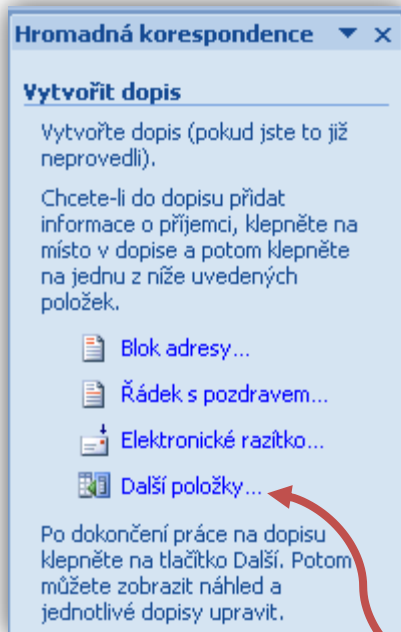 Hromadná korespondence
Vytvořit dopis
Vytvořte dopis (pokud jste to již
neprovedli).
Chcete-li do dopisu přidat
informace o příjemci, klepněte na
místo v dopise a potom klepněte
na jednu z níže uvedených
položek.
Blok adresy...
Řádek s pozdravem...
Elektronické razítko...
Další položky...
Po dokončení práce na dopisu
klepněte na tlačítko Další. Potom
můžete zobrazit náhled a
jednotlivé dopisy upravit.